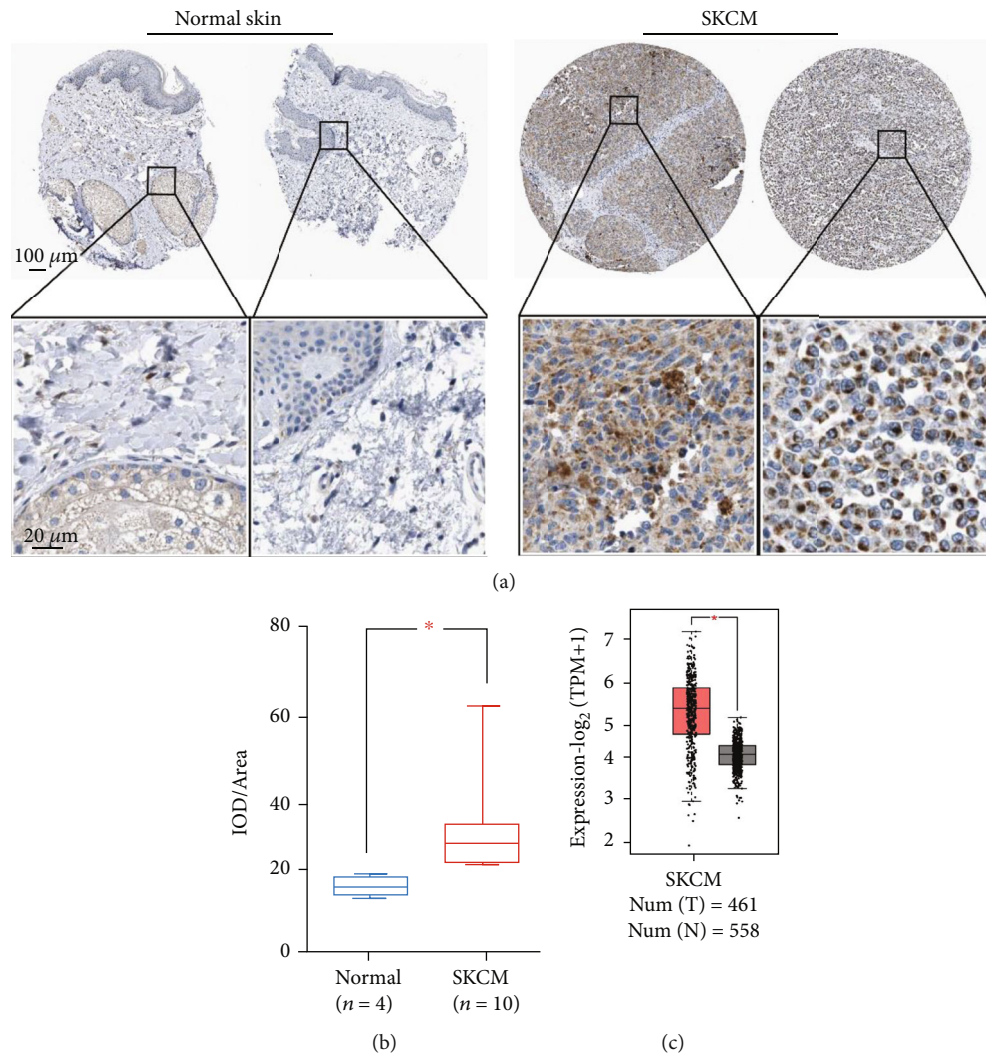 (a)
Normal skin
SKCM
100 μm
20 μm
80
60
40
20
0
IOD/Area
*
Normal
(n = 4)
SKCM
(n = 10)
(b)
7
6
5
4
3
2
Expression-log₂ (TPM+1)
*
SKCM
Num (T) = 461
Num (N) = 558
(c)